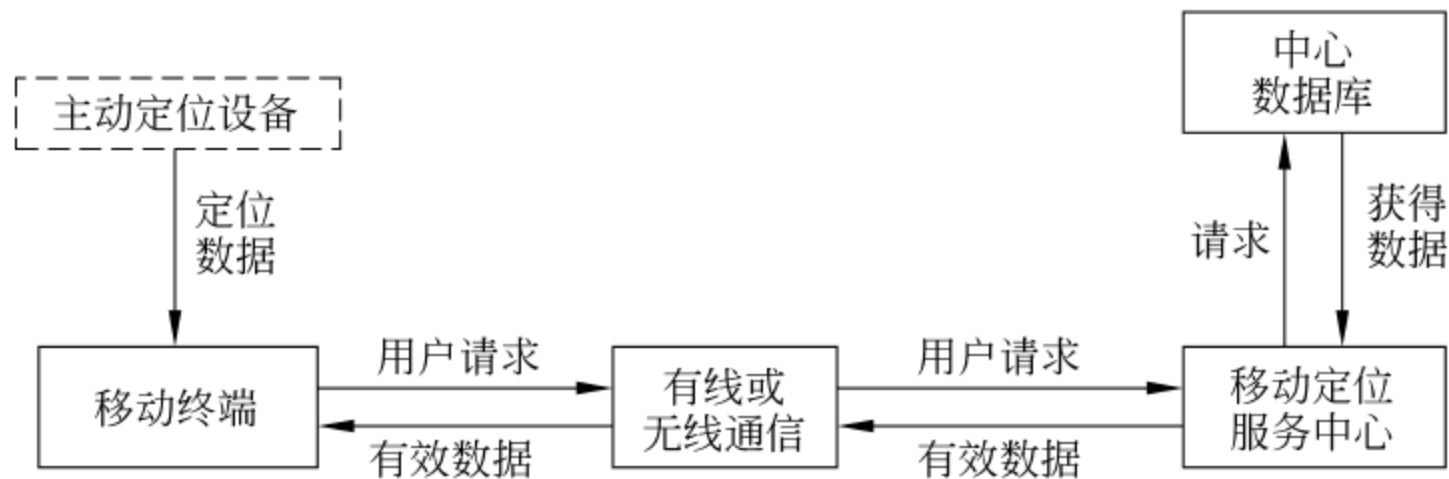 中心
数据库
主动定位设备
定位
数据
请求
获得
数据
移动终端
用户请求
有效数据
有线或
无线通信
用户请求
有效数据
移动定位
服务中心